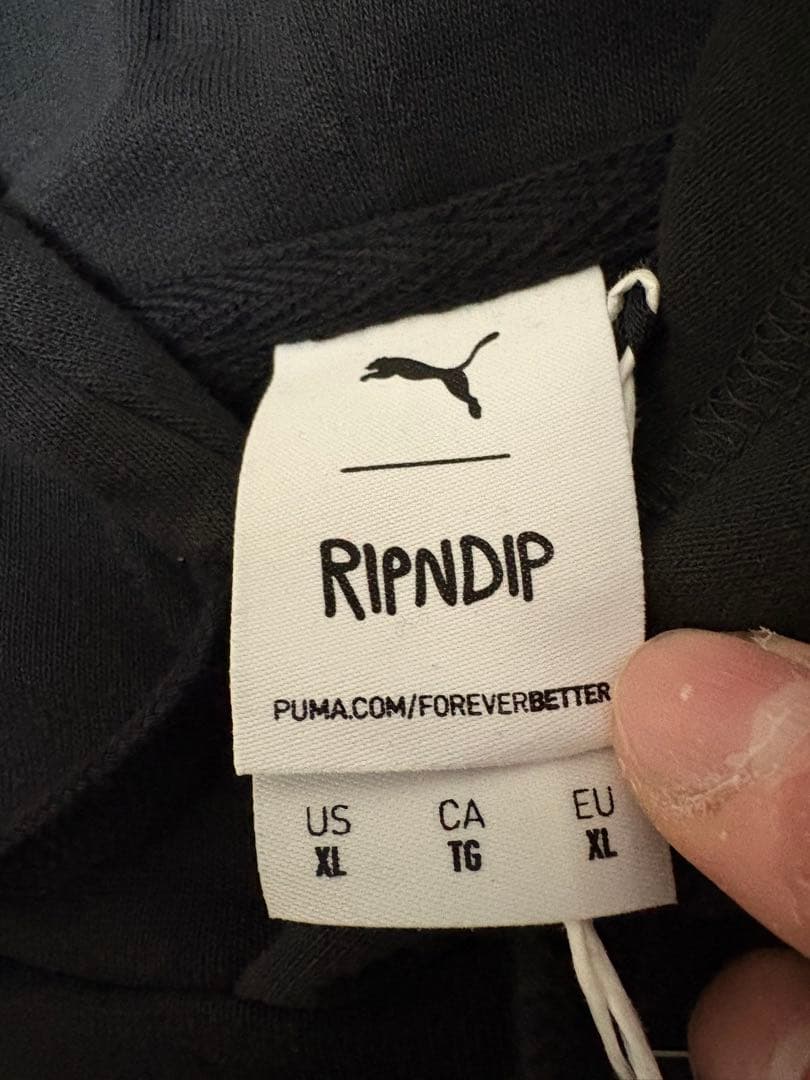 RIPNDIP
PUMA.COM/FOREVERBETTER
US CA EU
XL TG XL